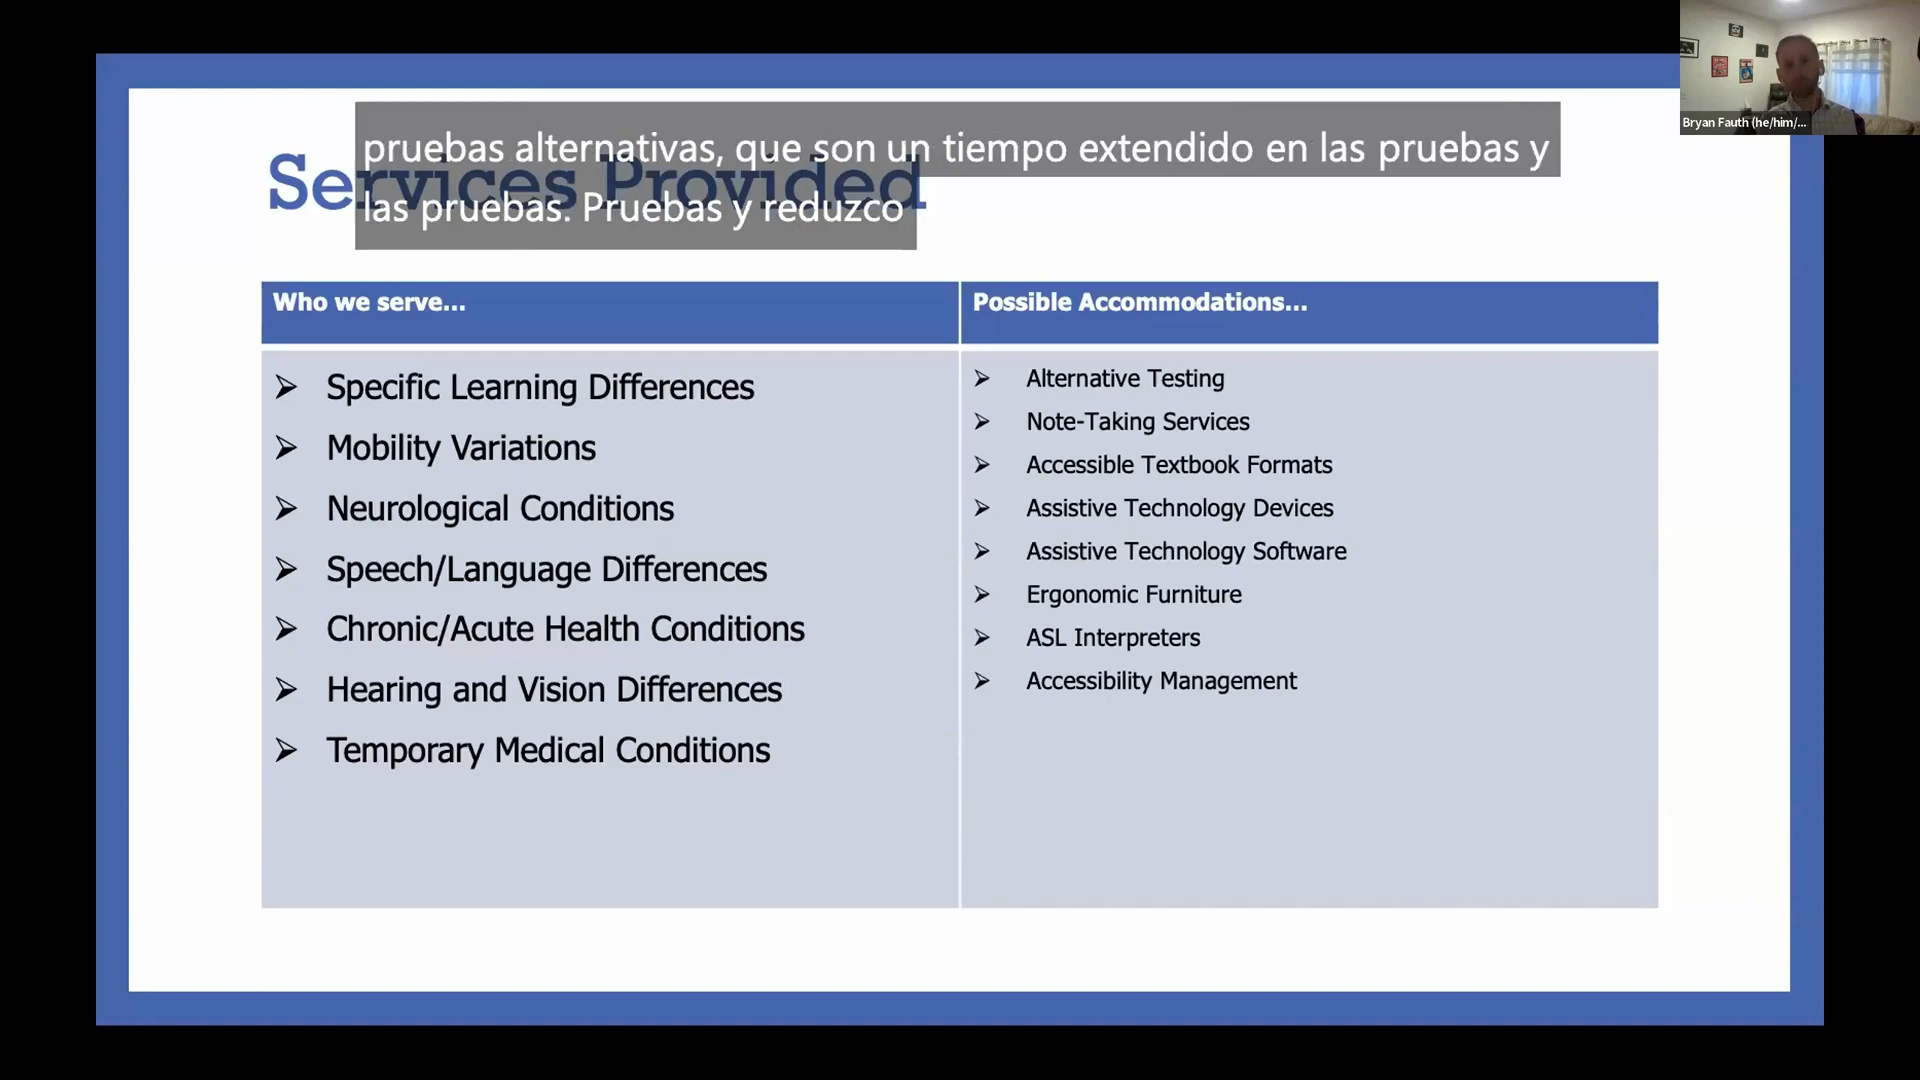 Services Provided
pruebas alternativas, que son un tiempo extendido en las pruebas y
las pruebas. Pruebas y reduzco
Who we serve...
Specific Learning Differences
Mobility Variations
Neurological Conditions
Speech/Language Differences
Chronic/Acute Health Conditions
Hearing and Vision Differences
Temporary Medical Conditions
Possible Accommodations...
Alternative Testing
Note-Taking Services
Accessible Textbook Formats
Assistive Technology Devices
Assistive Technology Software
Ergonomic Furniture
ASL Interpreters
Accessibility Management
Bryan Fauth (he/him/...